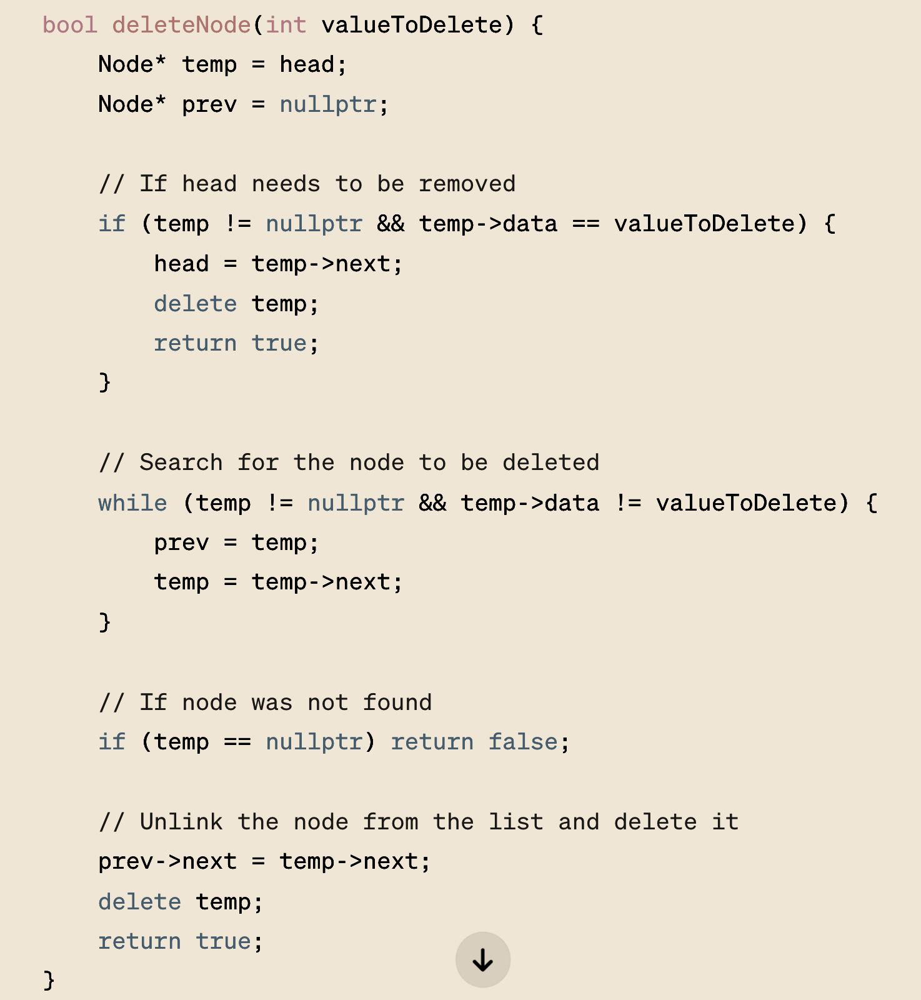 bool deleteNode(int valueToDelete) {
    Node* temp = head;
    Node* prev = nullptr;

    // If head needs to be removed
    if (temp != nullptr && temp->data == valueToDelete) {
        head = temp->next;
        delete temp;
        return true;
    }

    // Search for the node to be deleted
    while (temp != nullptr && temp->data != valueToDelete) {
        prev = temp;
        temp = temp->next;
    }

    // If node was not found
    if (temp == nullptr) return false;

    // Unlink the node from the list and delete it
    prev->next = temp->next;
    delete temp;
    return true;
}